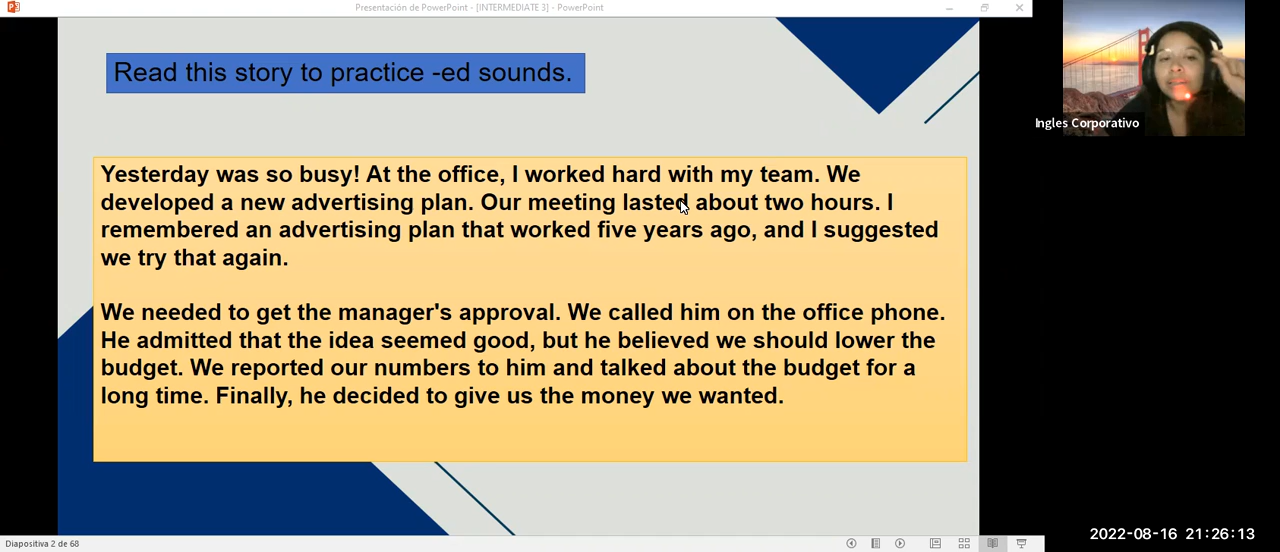 Presentación de PowerPoint - [INTERMEDIATE 3] - PowerPoint
Read this story to practice -ed sounds.
Ingles Corporativo
Yesterday was so busy! At the office, I worked hard with my team. We
developed a new advertising plan. Our meeting lasted about two hours. I
remembered an advertising plan that worked five years ago, and I suggested
we try that again.
We needed to get the manager's approval. We called him on the office phone.
He admitted that the idea seemed good, but he believed we should lower the
budget. We reported our numbers to him and talked about the budget for a
long time. Finally, he decided to give us the money we wanted.
Diapositiva 2 de 68
2022-08-16 21:26:13